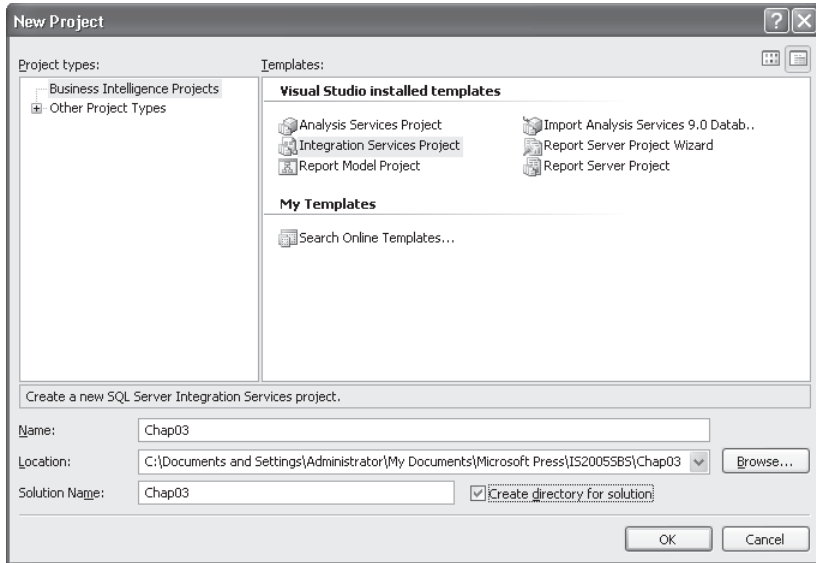 New Project
Project types:
Templates:
Business Intelligence Projects
Other Project Types
Visual Studio installed templates
Analysis Services Project
Import Analysis Services 9.0 Datab..
Integration Services Project
Report Server Project Wizard
Report Model Project
Report Server Project
My Templates
Search Online Templates...
Create a new SQL Server Integration Services project.
Name: Chap03
Location: C:\Documents and Settings\Administrator\My Documents\Microsoft Press\IS2005SBS\Chap03 Browse...
Solution Name: Chap03 Create directory for solution
OK Cancel